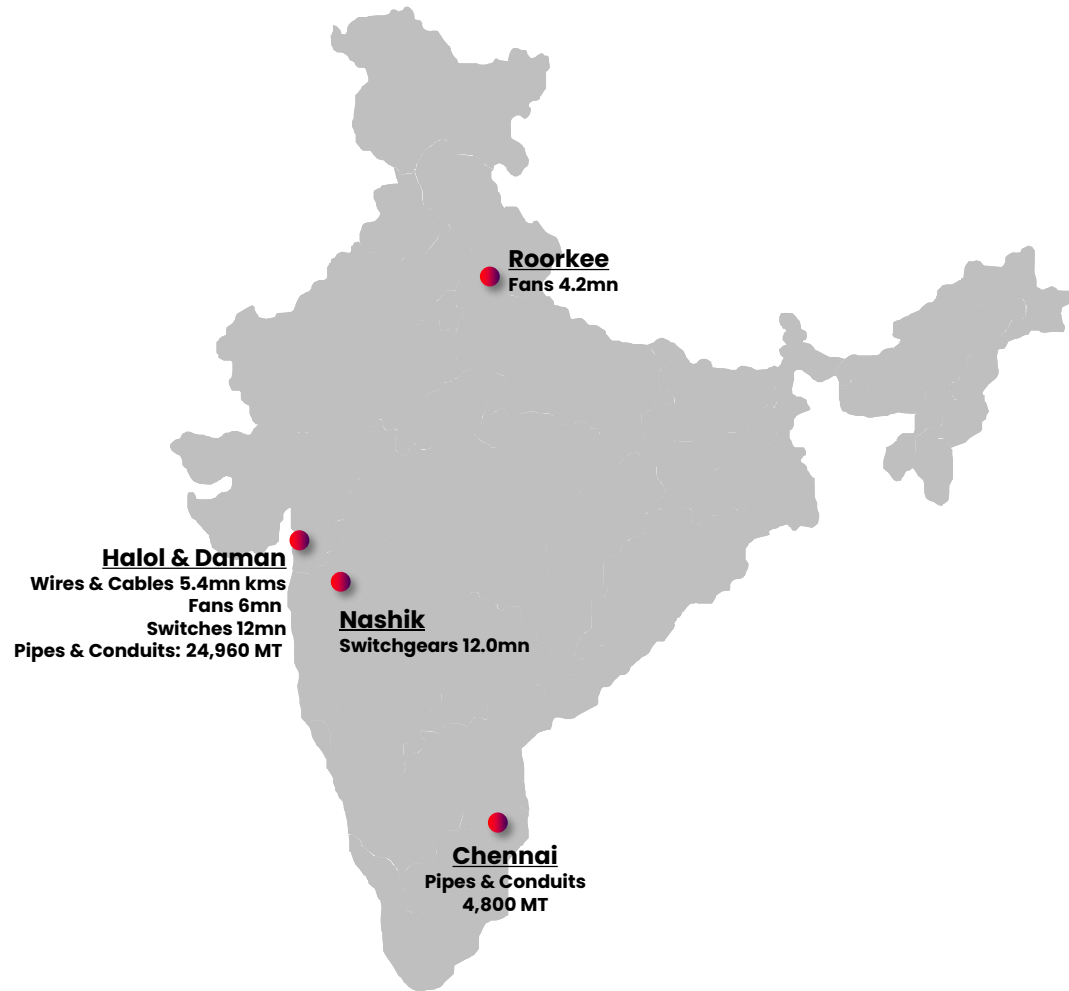 Roorkee
Fans 4.2mn
Halol & Daman
Wires & Cables 5.4mn kms
Fans 6mn
Switches 12mn
Pipes & Conduits: 24,960 MT
Nashik
Switchgears 12.0mn
Chennai
Pipes & Conduits
4,800 MT